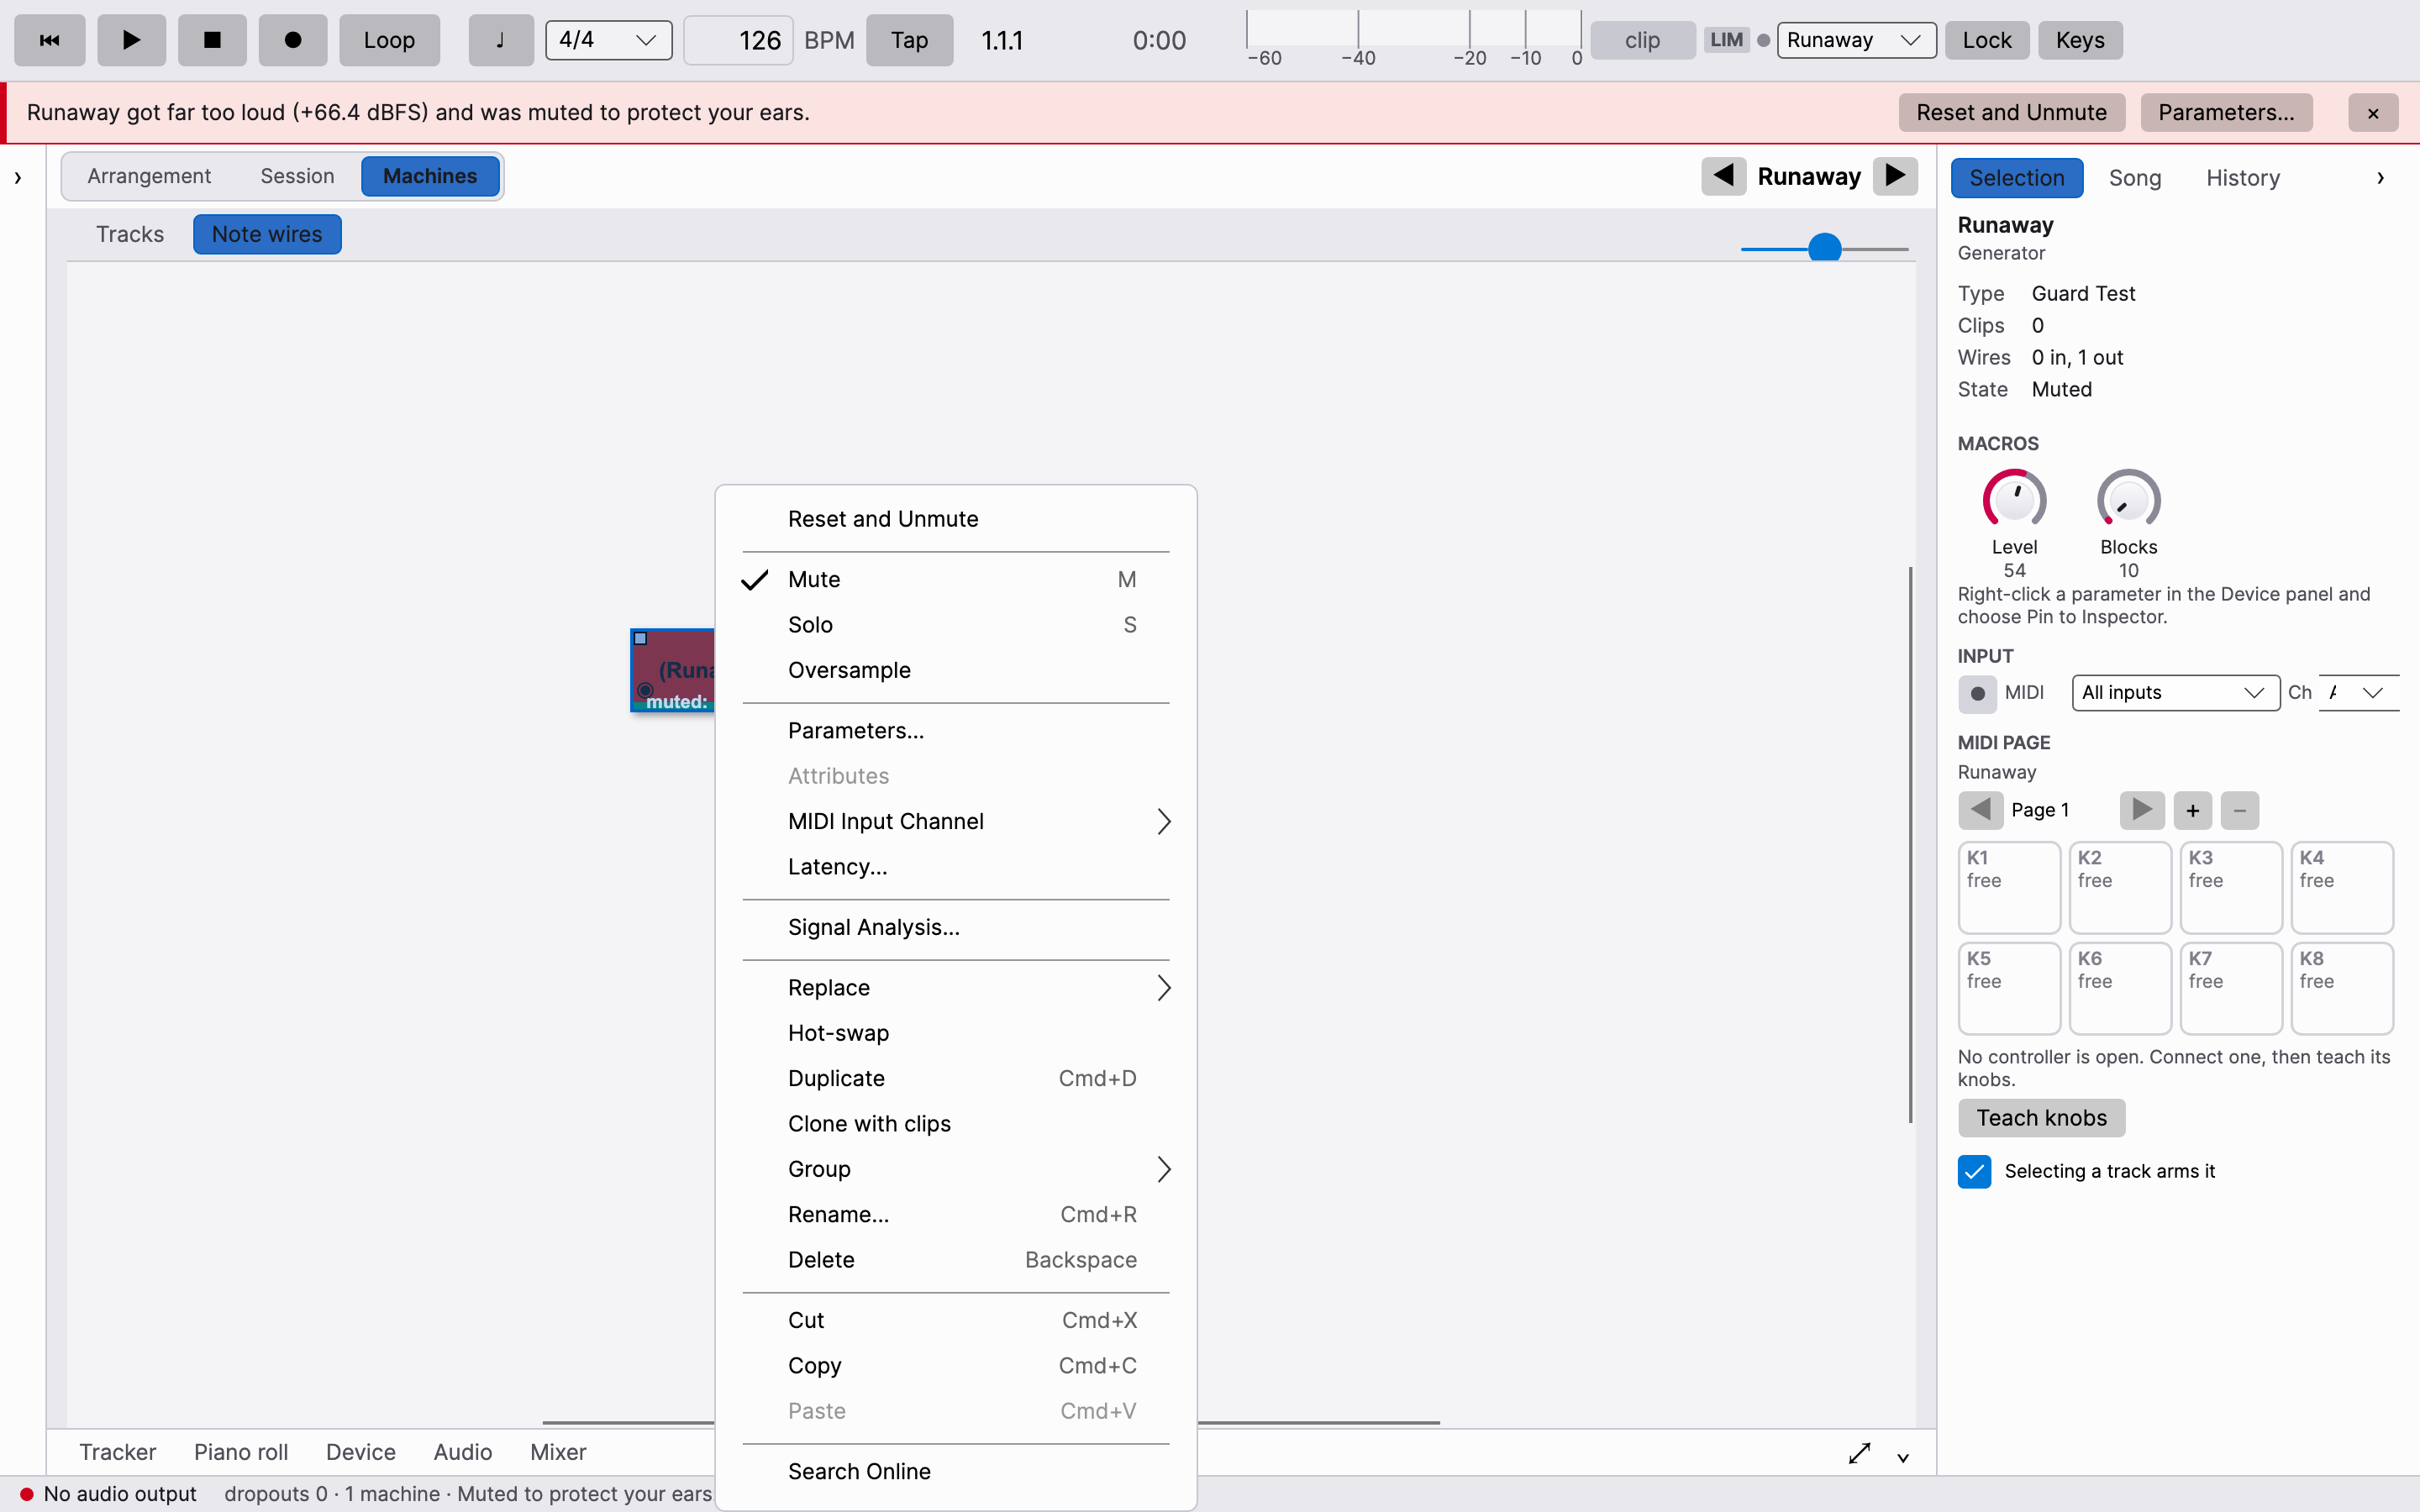 Loop
4/4
126 BPM
Tap
1.1.1
0:00
−60 −40 −20 −10 0
clip
LIM
Runaway
Lock
Keys
Runaway got far too loud (+66.4 dBFS) and was muted to protect your ears.
Reset and Unmute
Parameters...
Arrangement
Session
Machines
Runaway
Tracks
Note wires
(Runa
muted:
Reset and Unmute
Mute M
Solo S
Oversample
Parameters...
Attributes
MIDI Input Channel
Latency...
Signal Analysis...
Replace
Hot-swap
Duplicate Cmd+D
Clone with clips
Group
Rename... Cmd+R
Delete Backspace
Cut Cmd+X
Copy Cmd+C
Paste Cmd+V
Search Online
Selection
Song
History
Runaway
Generator
Type Guard Test
Clips 0
Wires 0 in, 1 out
State Muted
MACROS
Level
54
Blocks
10
Right-click a parameter in the Device panel and
choose Pin to Inspector.
INPUT
MIDI
All inputs
Ch
MIDI PAGE
Runaway
Page 1
+
−
K1
free
K2
free
K3
free
K4
free
K5
free
K6
free
K7
free
K8
free
No controller is open. Connect one, then teach its
knobs.
Teach knobs
Selecting a track arms it
Tracker
Piano roll
Device
Audio
Mixer
No audio output
dropouts 0 · 1 machine · Muted to protect your ears